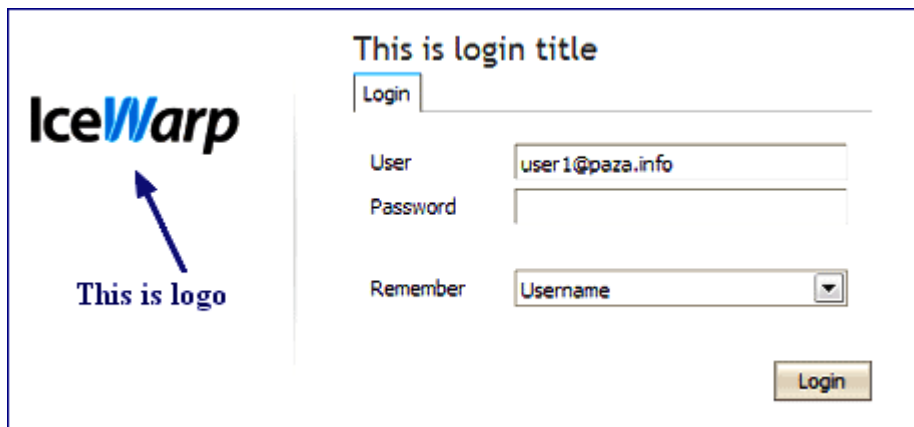 This is login title
Login
IceWarp
User
user1@paza.info
Password
This is logo
Remember
Username
Login